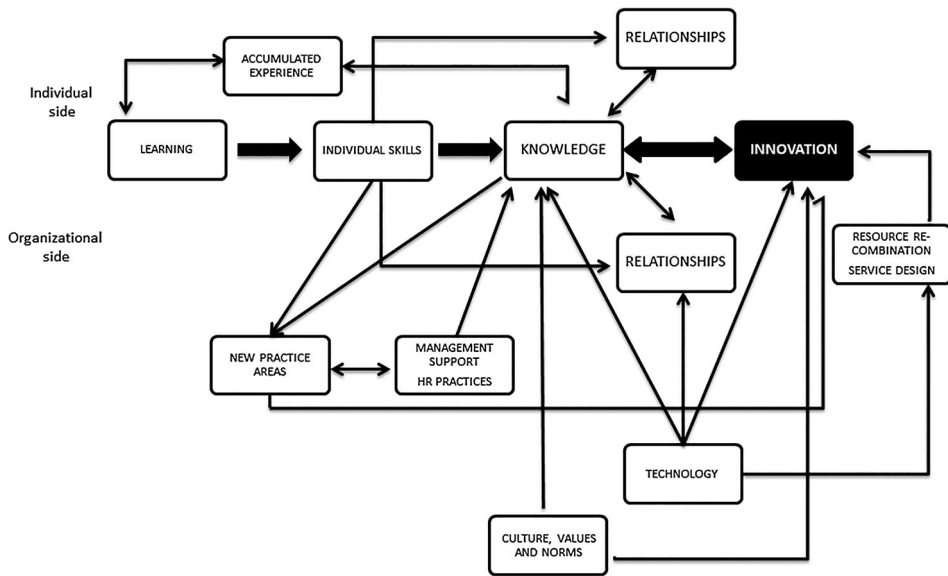 RELATIONSHIPS
ACCUMULATED
EXPERIENCE
Individual
side
LEARNING
INDIVIDUAL SKILLS
KNOWLEDGE
INNOVATION
Organizational
side
RELATIONSHIPS
RESOURCE RE-
COMBINATION
SERVICE DESIGN
NEW PRACTICE
AREAS
MANAGEMENT
SUPPORT
HR PRACTICES
TECHNOLOGY
CULTURE, VALUES
AND NORMS